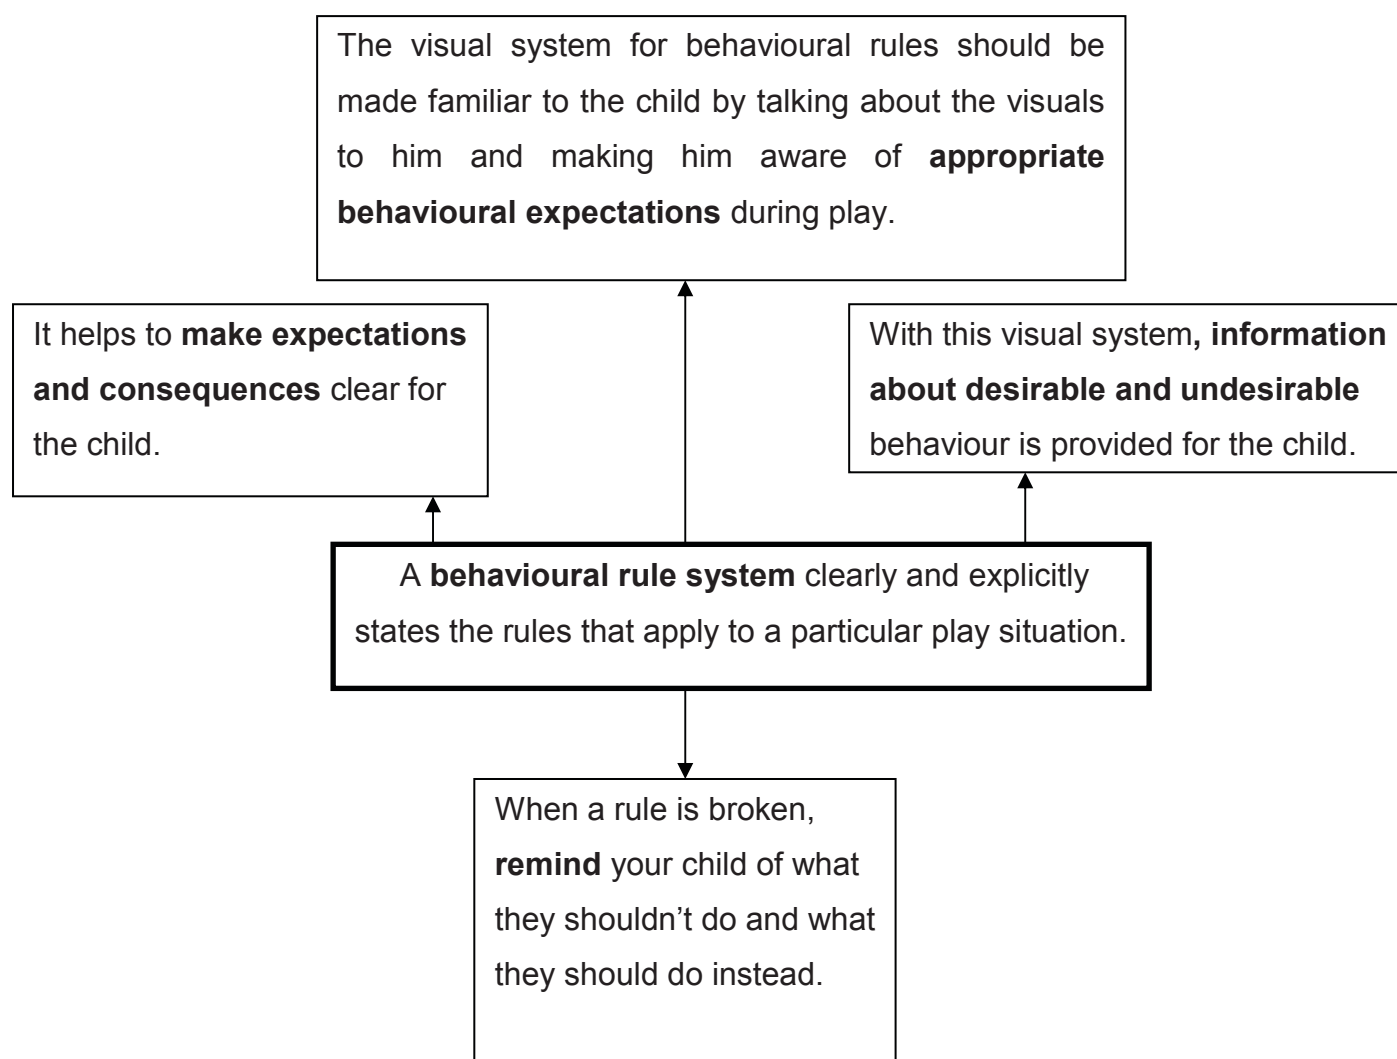 The visual system for behavioural rules should be
made familiar to the child by talking about the visuals
to him and making him aware of appropriate
behavioural expectations during play.
It helps to make expectations
and consequences clear for
the child.
With this visual system, information
about desirable and undesirable
behaviour is provided for the child.
A behavioural rule system clearly and explicitly
states the rules that apply to a particular play situation.
When a rule is broken,
remind your child of what
they shouldn’t do and what
they should do instead.